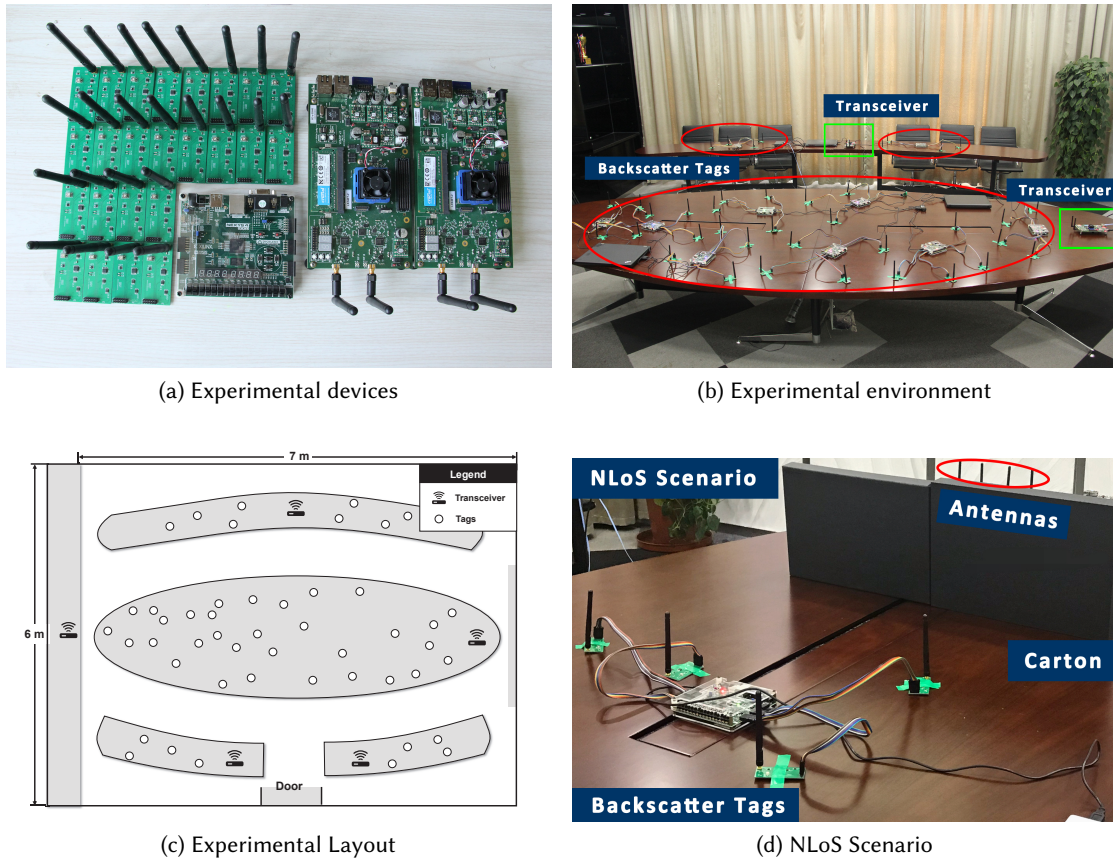 (a) Experimental devices
Transceiver
Backscatter Tags
Transceiver
(b) Experimental environment
7 m
Legend
Transceiver
Tags
6 m
Door
(c) Experimental Layout
NLoS Scenario
Antennas
Carton
Backscatter Tags
(d) NLoS Scenario